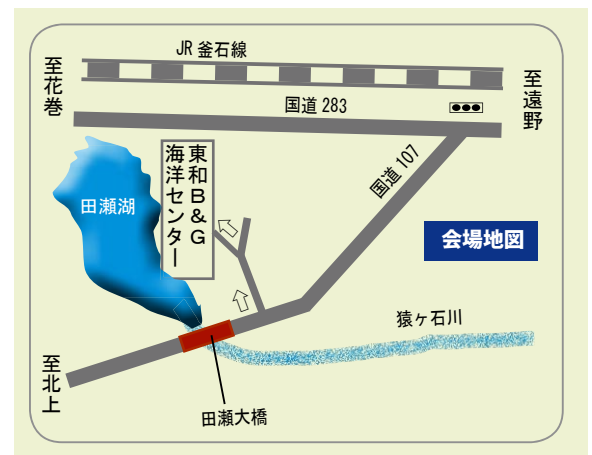 JR 釜石線
至花巻
至遠野
国道 283
国道 107
東和B&G
海洋センター
田瀬湖
会場地図
猿ヶ石川
至北上
田瀬大橋